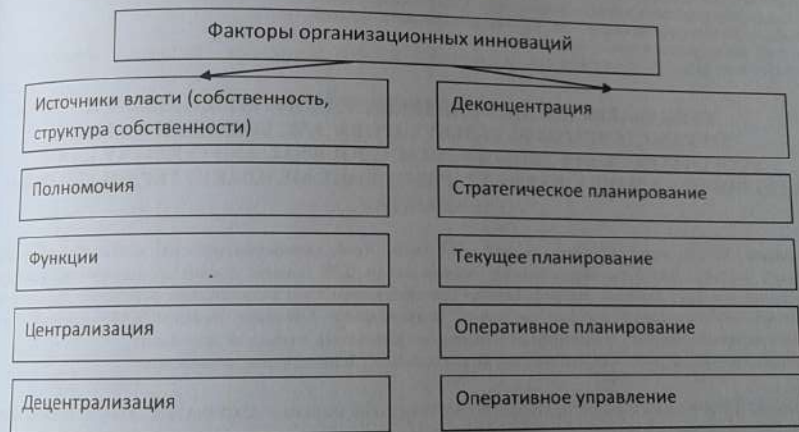 Факторы организационных инноваций
Источники власти (собственность,
структура собственности)
Полномочия
Функции
Централизация
Децентрализация
Деконцентрация
Стратегическое планирование
Текущее планирование
Оперативное планирование
Оперативное управление